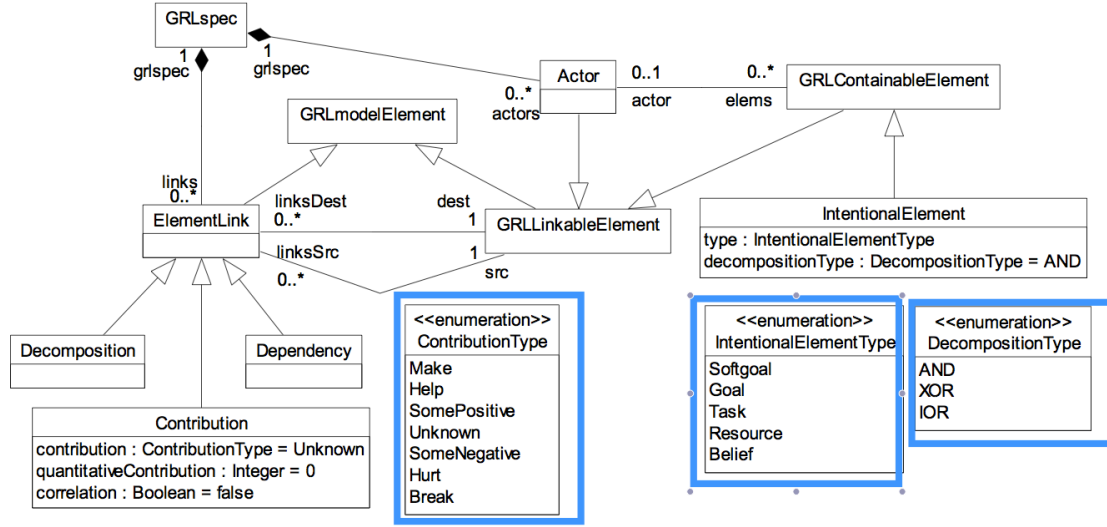 GRLspec
1
grlspec
1
grlspec
Actor
0..*
actors
0..1
actor
0..*
elems
GRLContainableElement
GRLmodelElement
links
0..*
ElementLink
linksDest
0..*
dest
1
GRLLinkableElement
linksSrc
0..*
1
src
IntentionalElement
type : IntentionalElementType
decompositionType : DecompositionType = AND
Decomposition
Dependency
Contribution
contribution : ContributionType = Unknown
quantitativeContribution : Integer = 0
correlation : Boolean = false
<<enumeration>>
ContributionType
Make
Help
SomePositive
Unknown
SomeNegative
Hurt
Break
<<enumeration>>
IntentionalElementType
Softgoal
Goal
Task
Resource
Belief
<<enumeration>>
DecompositionType
AND
XOR
IOR